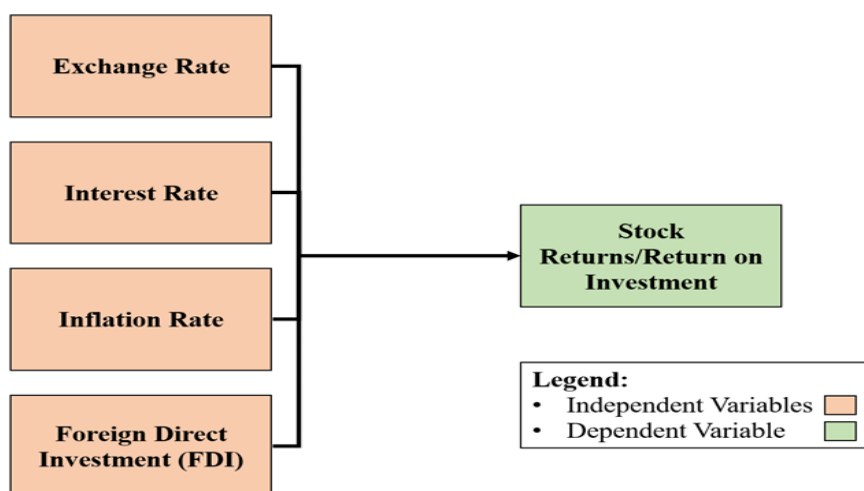 Exchange Rate
Interest Rate
Inflation Rate
Foreign Direct
Investment (FDI)
Stock
Returns/Return on
Investment
Legend:
• Independent Variables
• Dependent Variable